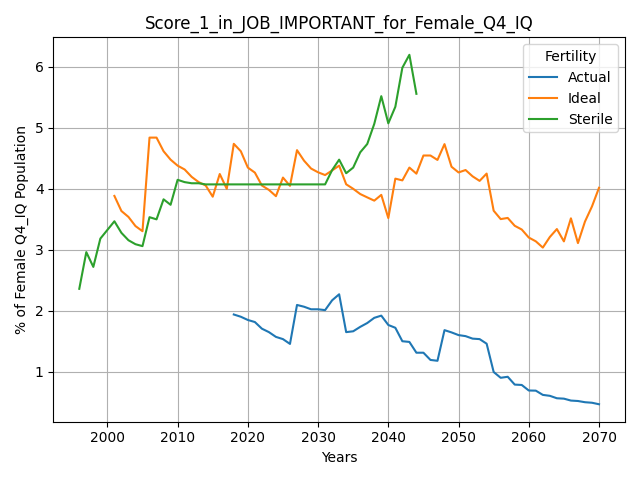 Score_1_in_JOB_IMPORTANT_for_Female_Q4_IQ
Fertility
Actual
Ideal
Sterile
% of Female Q4_IQ Population
6
5
4
3
2
1
2000 2010 2020 2030 2040 2050 2060 2070
Years